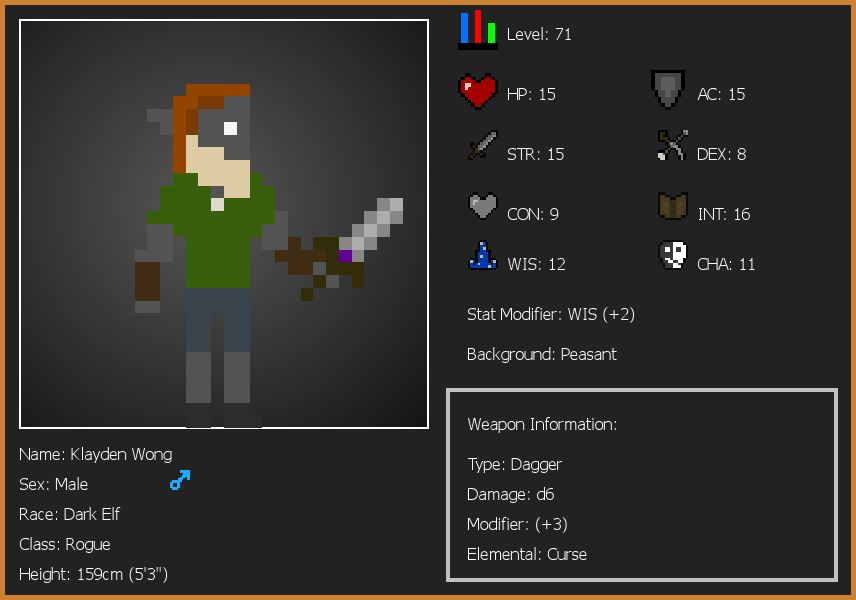 Level: 71
HP: 15
AC: 15
STR: 15
DEX: 8
CON: 9
INT: 16
WIS: 12
CHA: 11
Stat Modifier: WIS (+2)
Background: Peasant
Weapon Information:
Type: Dagger
Damage: d6
Modifier: (+3)
Elemental: Curse
Name: Klayden Wong
Sex: Male
Race: Dark Elf
Class: Rogue
Height: 159cm (5'3")